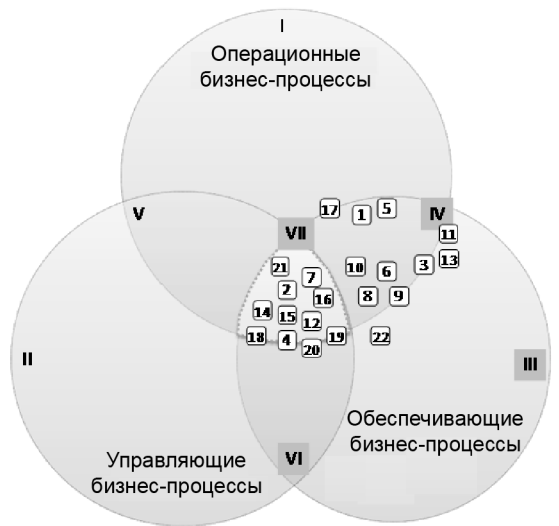 I
Операционные
бизнес-процессы
V
17
1
5
IV
VII
11
21
7
10
6
3
13
2
16
8
9
14
15
12
18
4
19
22
20
II
III
Обеспечивающие
бизнес-процессы
Управляющие
бизнес-процессы
VI